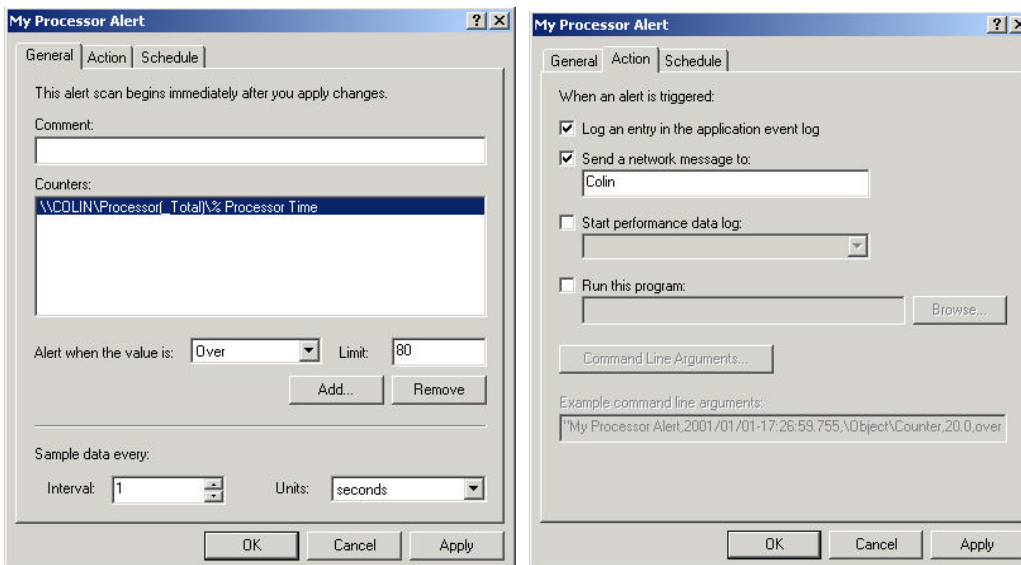 My Processor Alert
General Action Schedule
This alert scan begins immediately after you apply changes.
Comment:
Counters:
\\COLIN\Processor(_Total)\% Processor Time
Alert when the value is: Over Limit: 80
Add... Remove
Sample data every:
Interval: 1 Units: seconds
OK Cancel Apply
My Processor Alert
General Action Schedule
When an alert is triggered:
Log an entry in the application event log
Send a network message to:
Colin
Start performance data log:
Run this program:
Browse...
Command Line Arguments...
Example command line arguments:
"My Processor Alert,2001/01/01-17:26:59.755,\Object\Counter,20.0,over
OK Cancel Apply